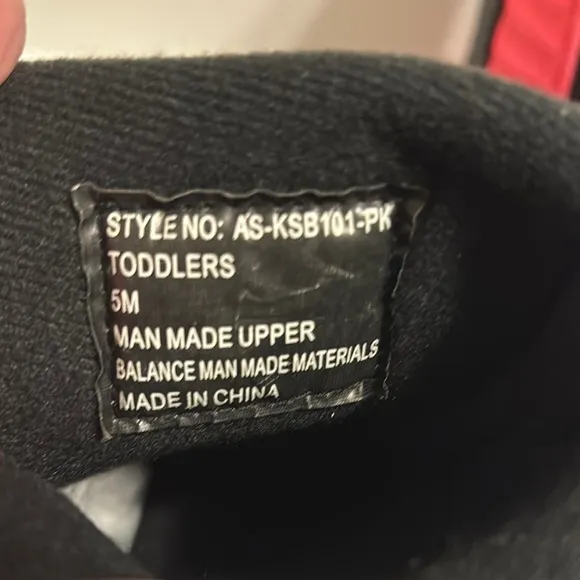 STYLE NO: AS-KSB101-PK
TODDLERS
5M
MAN MADE UPPER
BALANCE MAN MADE MATERIALS
MADE IN CHINA